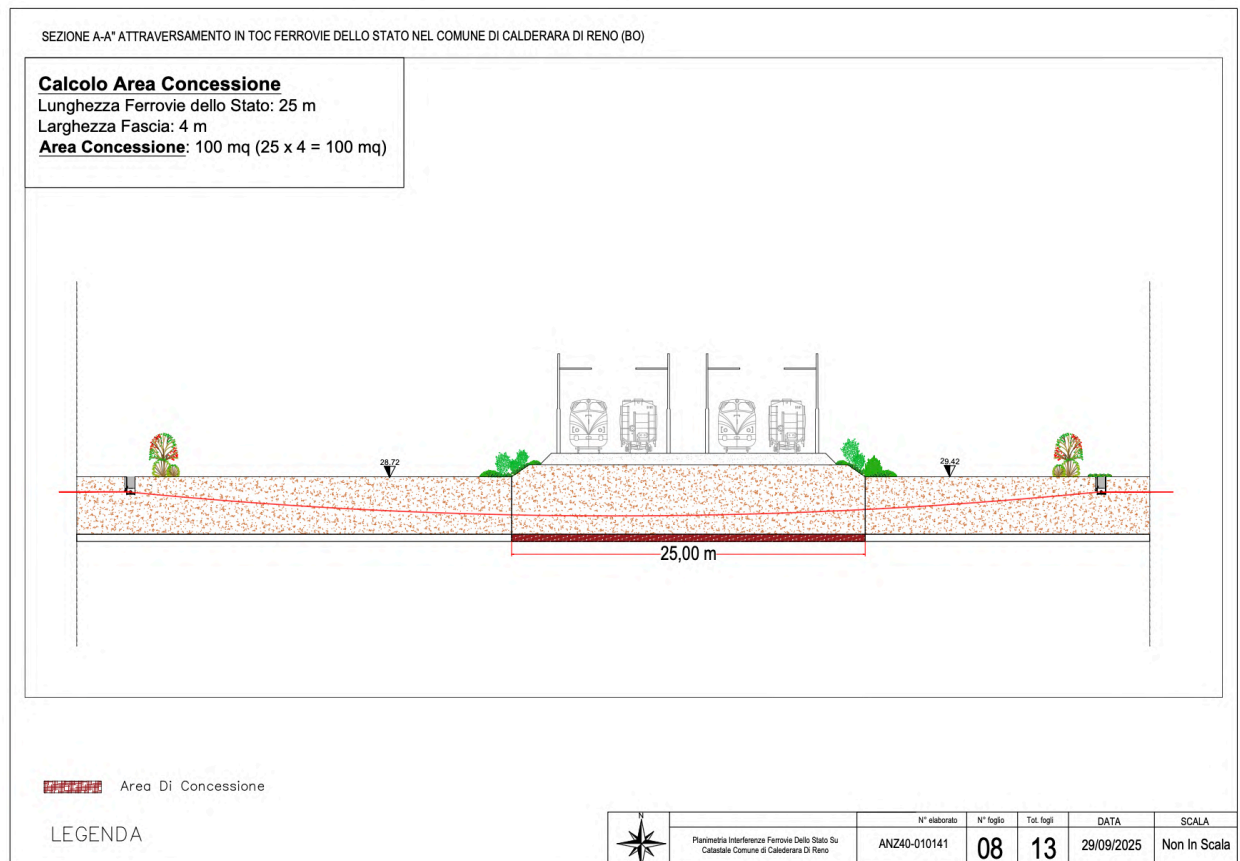 SEZIONE A-A" ATTRAVERSAMENTO IN TOC FERROVIE DELLO STATO NEL COMUNE DI CALDERARA DI RENO (BO)
Calcolo Area Concessione
Lunghezza Ferrovie dello Stato: 25 m
Larghezza Fascia: 4 m
Area Concessione: 100 mq (25 x 4 = 100 mq)
28.72
29.42
25,00 m
Area Di Concessione
LEGENDA
N
Planimetria Interferenze Ferrovie Dello Stato Su
Catastale Comune di Calederara Di Reno
N° elaborato
ANZ40-010141
N° foglio
08
Tot. fogli
13
DATA
29/09/2025
SCALA
Non In Scala